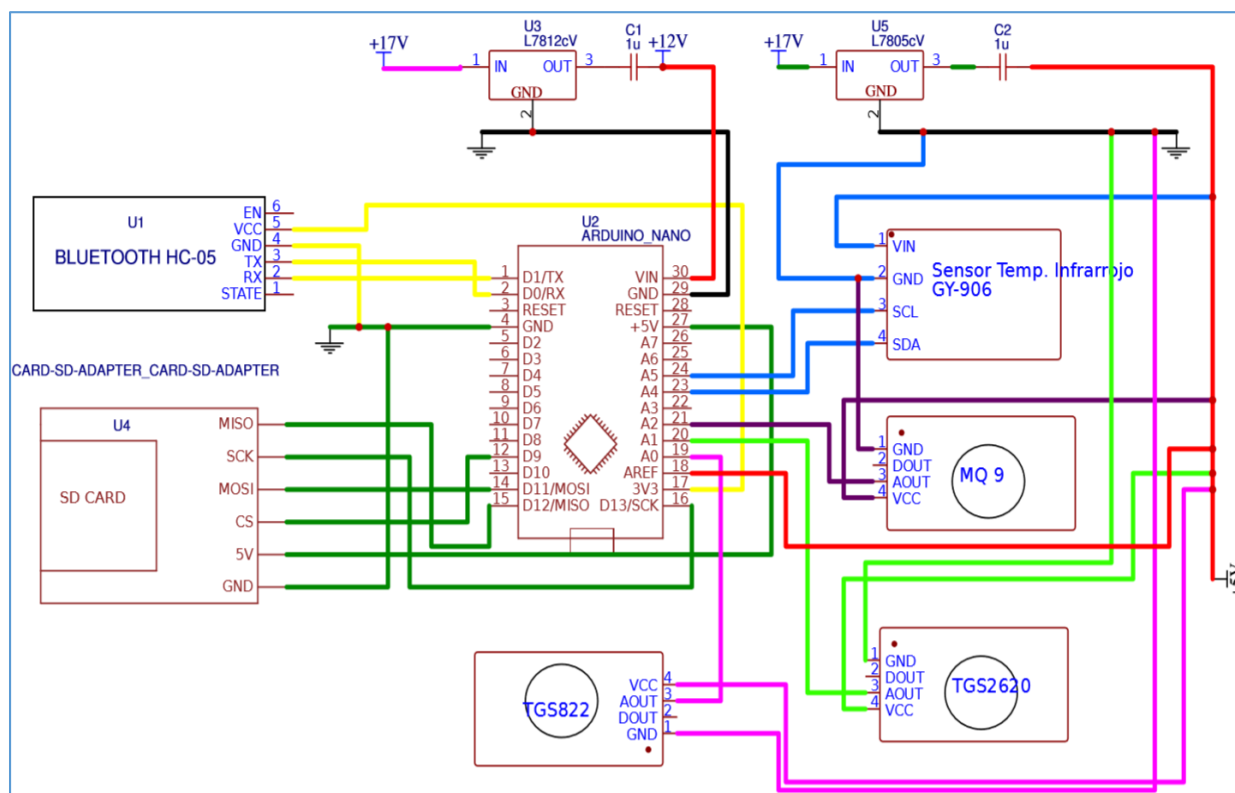 U3
L7812cV
C1
1u
+17V
+12V
1
IN
OUT
3
GND
2
U5
L7805cV
C2
1u
+17V
1
IN
OUT
3
GND
2
U1
BLUETOOTH HC-05
EN 6
VCC 5
GND 4
TX 3
RX 2
STATE 1
U2
ARDUINO_NANO
1 D1/TX
2 D0/RX
3 RESET
4 GND
5 D2
6 D3
7 D4
8 D5
9 D6
10 D7
11 D8
12 D9
13 D10
14 D11/MOSI
15 D12/MISO
VIN 30
GND 29
RESET 28
+5V 27
A7 26
A6 25
A5 24
A4 23
A3 22
A2 21
A1 20
A0 19
AREF 18
3V3 17
D13/SCK 16
1 VIN
2 GND
3 SCL
4 SDA
Sensor Temp. Infrarrojo
GY-906
CARD-SD-ADAPTER_CARD-SD-ADAPTER
U4
SD CARD
MISO
SCK
MOSI
CS
5V
GND
1 GND
2 DOUT
3 AOUT
4 VCC
MQ 9
+5V
TGS822
VCC 4
AOUT 3
DOUT 2
GND 1
1 GND
2 DOUT
3 AOUT
4 VCC
TGS2620